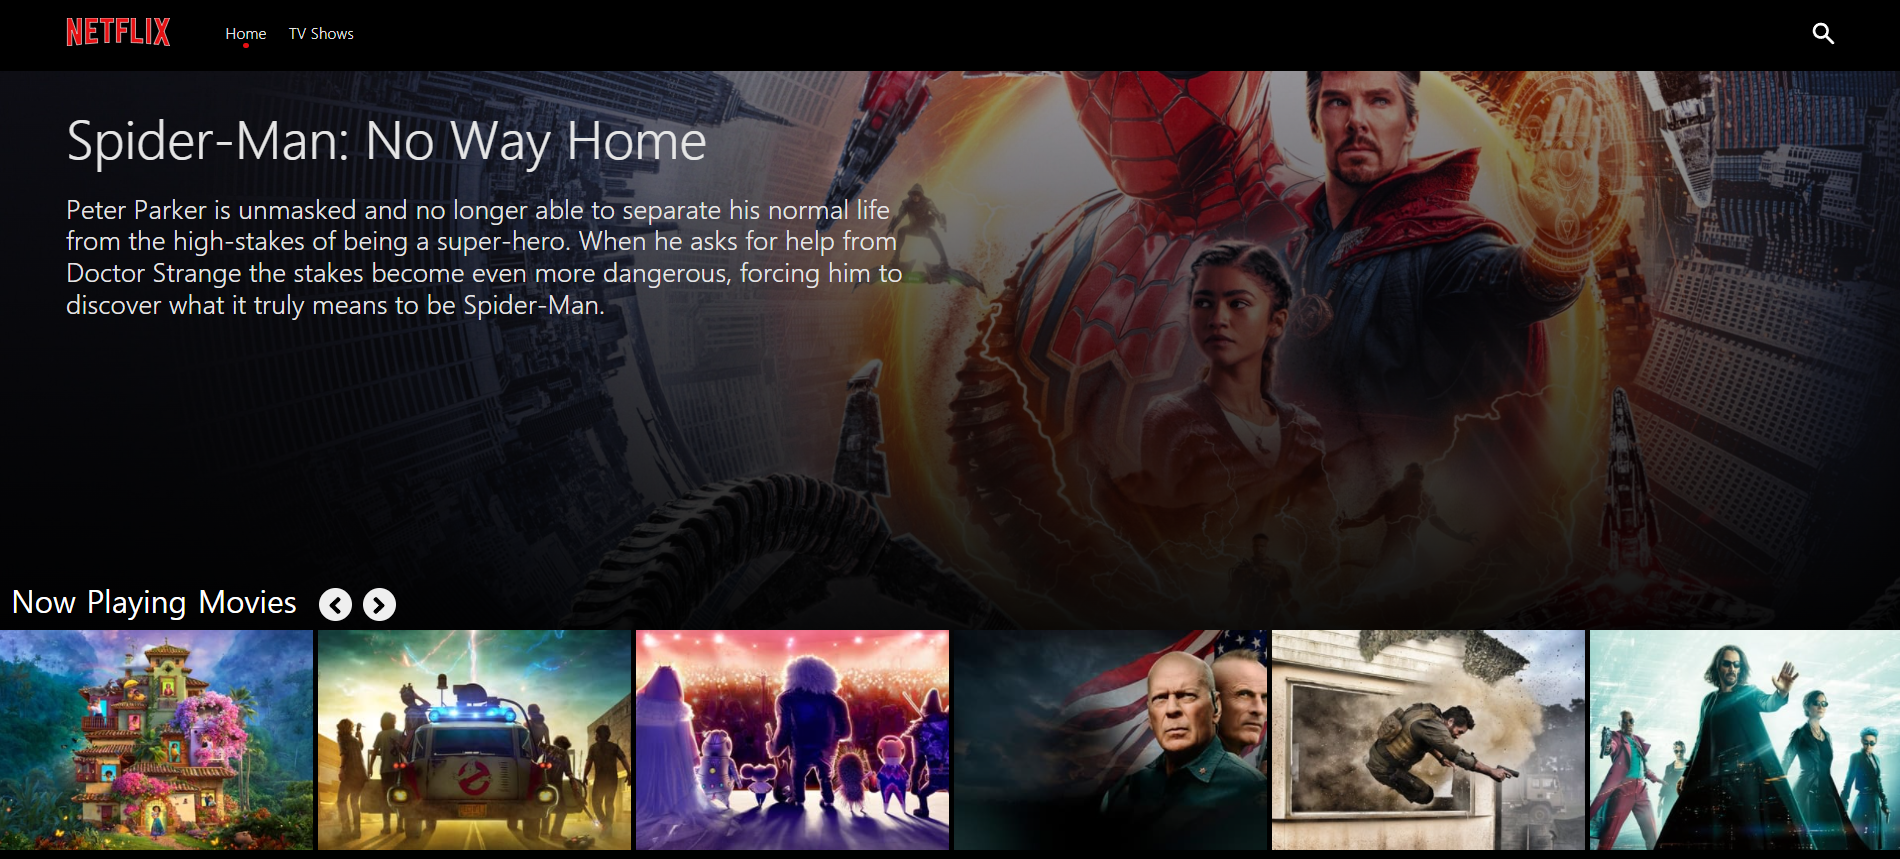 NETFLIX
Home
TV Shows
Spider-Man: No Way Home
Peter Parker is unmasked and no longer able to separate his normal life
from the high-stakes of being a super-hero. When he asks for help from
Doctor Strange the stakes become even more dangerous, forcing him to
discover what it truly means to be Spider-Man.
Now Playing Movies